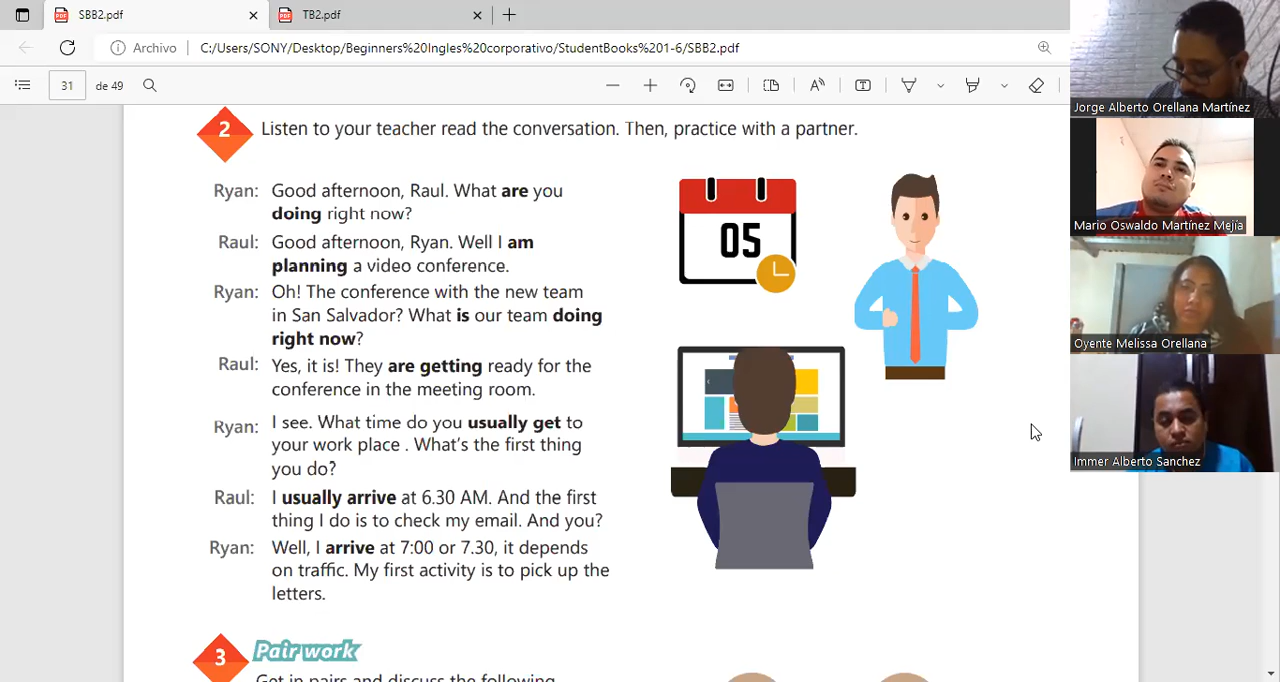 SBB2.pdf
TB2.pdf
Archivo
C:/Users/SONY/Desktop/Beginners%20Ingles%20corporativo/StudentBooks%201-6/SBB2.pdf
31 de 49
2 Listen to your teacher read the conversation. Then, practice with a partner.
Ryan: Good afternoon, Raul. What are you
doing right now?
Raul: Good afternoon, Ryan. Well I am
planning a video conference.
Ryan: Oh! The conference with the new team
in San Salvador? What is our team doing
right now?
Raul: Yes, it is! They are getting ready for the
conference in the meeting room.
Ryan: I see. What time do you usually get to
your work place . What's the first thing
you do?
Raul: I usually arrive at 6.30 AM. And the first
thing I do is to check my email. And you?
Ryan: Well, I arrive at 7:00 or 7.30, it depends
on traffic. My first activity is to pick up the
letters.
05
3 Pair work
Get in pairs and discuss the following
Jorge Alberto Orellana Martínez
Mario Oswaldo Martínez Mejía
Oyente Melissa Orellana
Immer Alberto Sanchez